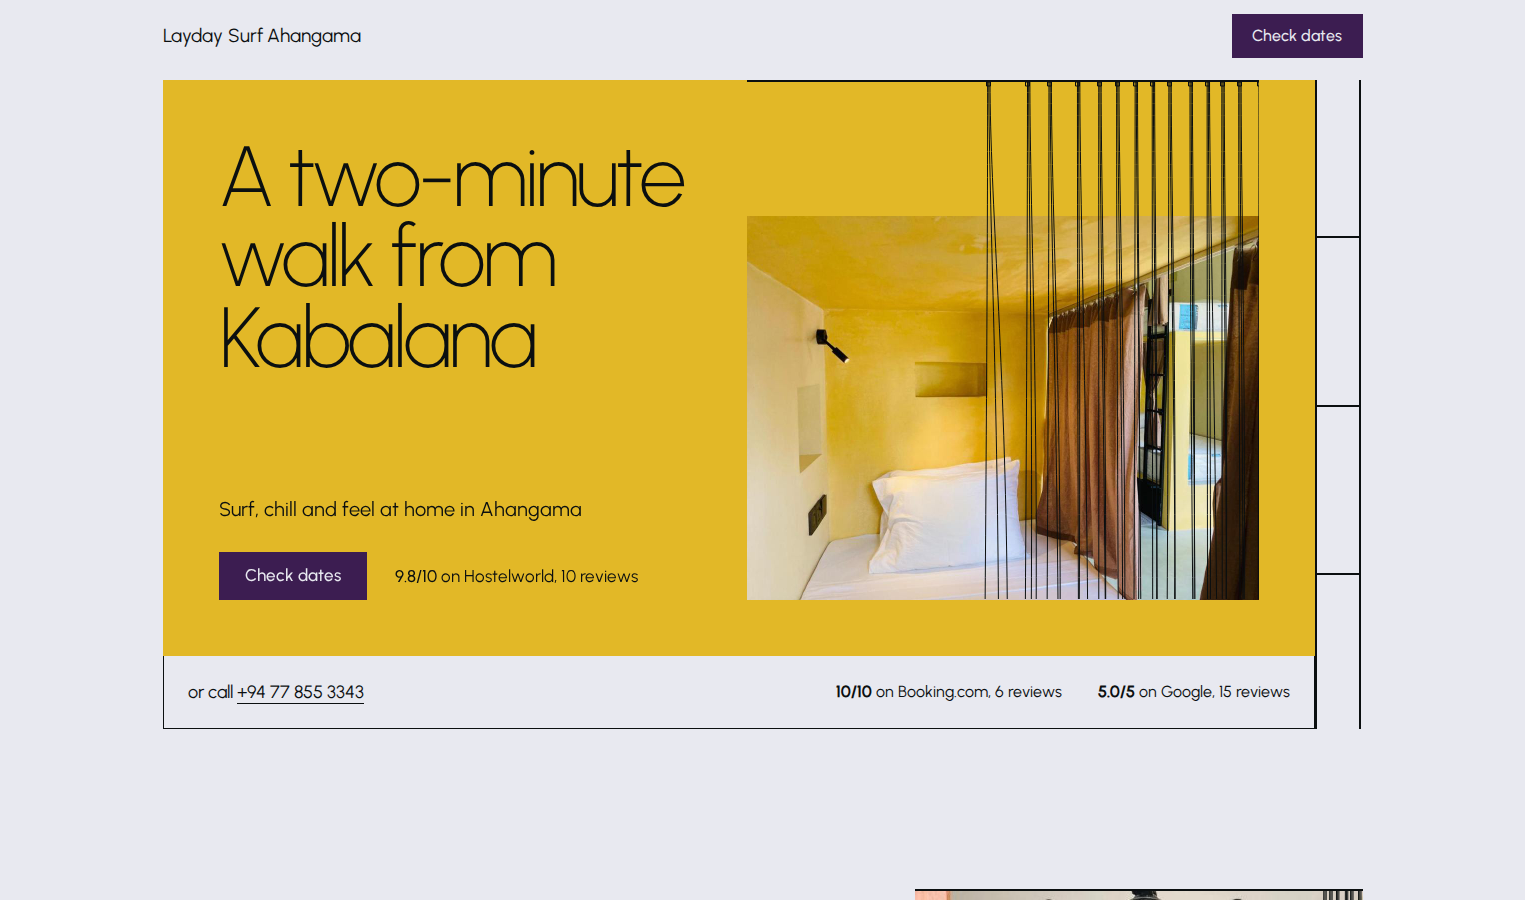 Layday Surf Ahangama
Check dates
A two-minute
walk from
Kabalana
Surf, chill and feel at home in Ahangama
Check dates
9.8/10 on Hostelworld, 10 reviews
or call +94 77 855 3343
10/10 on Booking.com, 6 reviews
5.0/5 on Google, 15 reviews